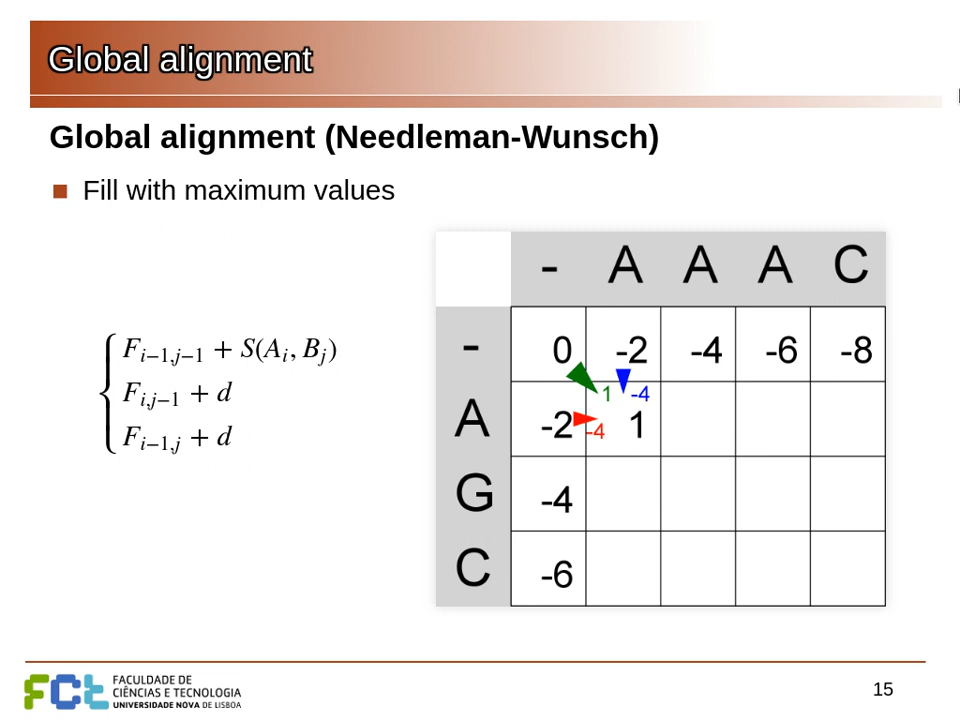 Global alignment
Global alignment (Needleman-Wunsch)
Fill with maximum values
- A A A C
- 0 -2 -4 -6 -8
1 -4
A -2 -4 1
G -4
C -6
F_{i−1,j−1} + S(A_i, B_j)
F_{i,j−1} + d
F_{i−1,j} + d
FCt
FACULDADE DE
CIÊNCIAS E TECNOLOGIA
UNIVERSIDADE NOVA DE LISBOA
15